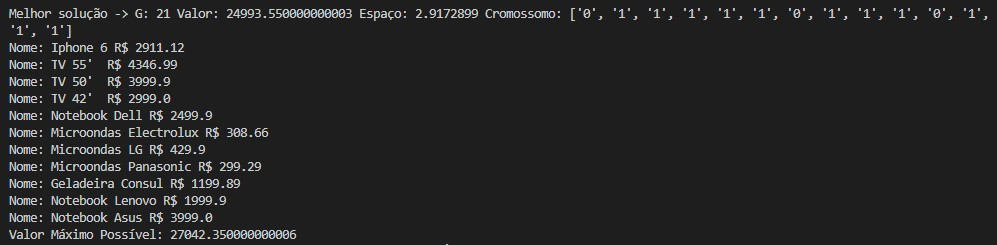 Melhor solução -> G: 21 Valor: 24993.550000000003 Espaço: 2.9172899 Cromossomo: ['0', '1', '1', '1', '1', '1', '0', '1', '1', '1', '0', '1',
'1', '1']
Nome: Iphone 6 R$ 2911.12
Nome: TV 55'  R$ 4346.99
Nome: TV 50'  R$ 3999.9
Nome: TV 42'  R$ 2999.0
Nome: Notebook Dell R$ 2499.9
Nome: Microondas Electrolux R$ 308.66
Nome: Microondas LG R$ 429.9
Nome: Microondas Panasonic R$ 299.29
Nome: Geladeira Consul R$ 1199.89
Nome: Notebook Lenovo R$ 1999.9
Nome: Notebook Asus R$ 3999.0
Valor Máximo Possível: 27042.350000000006